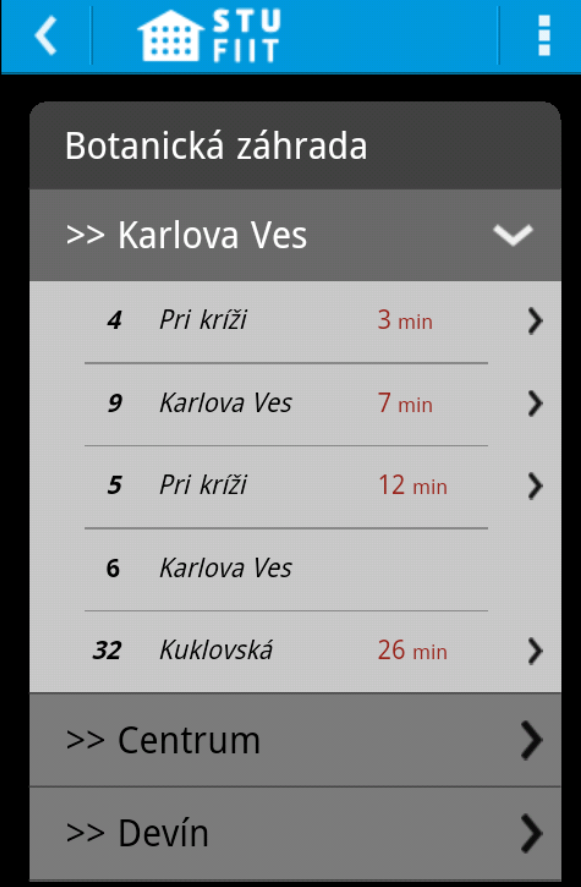 STU
FIIT
Botanická záhrada
>> Karlova Ves
4 Pri kríži 3 min
9 Karlova Ves 7 min
5 Pri kríži 12 min
6 Karlova Ves
32 Kuklovská 26 min
>> Centrum
>> Devín